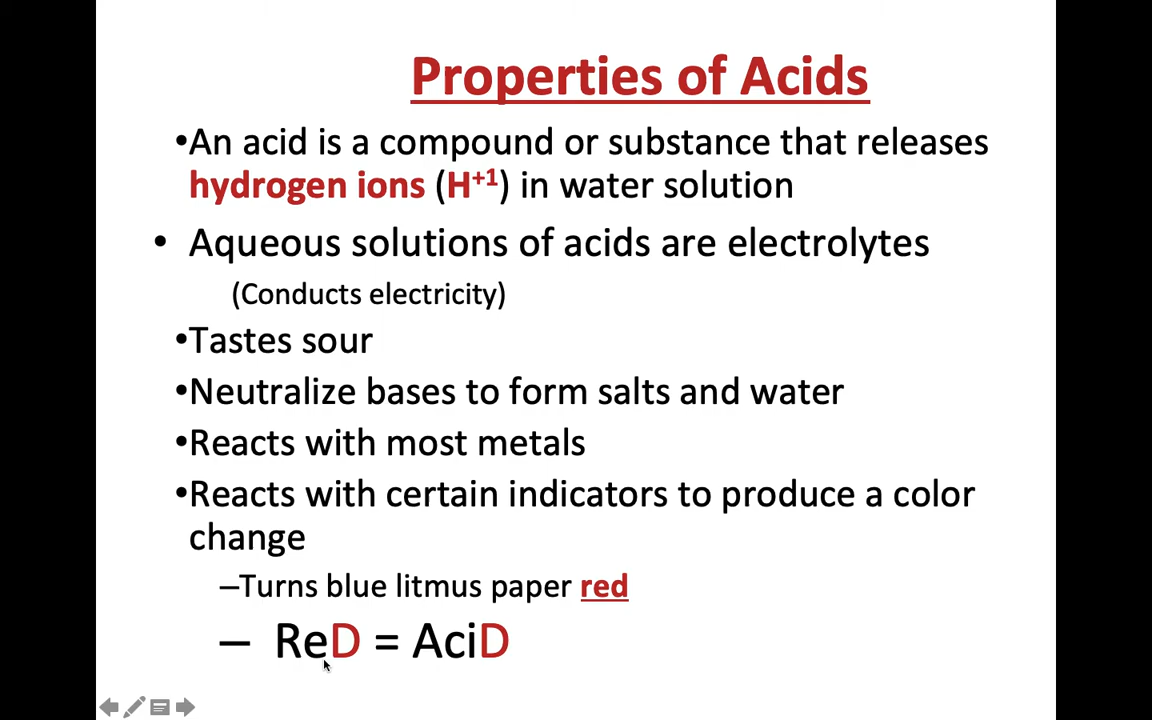 Properties of Acids
•An acid is a compound or substance that releases
hydrogen ions (H+1) in water solution
• Aqueous solutions of acids are electrolytes
(Conducts electricity)
•Tastes sour
•Neutralize bases to form salts and water
•Reacts with most metals
•Reacts with certain indicators to produce a color
change
–Turns blue litmus paper red
– ReD = AciD